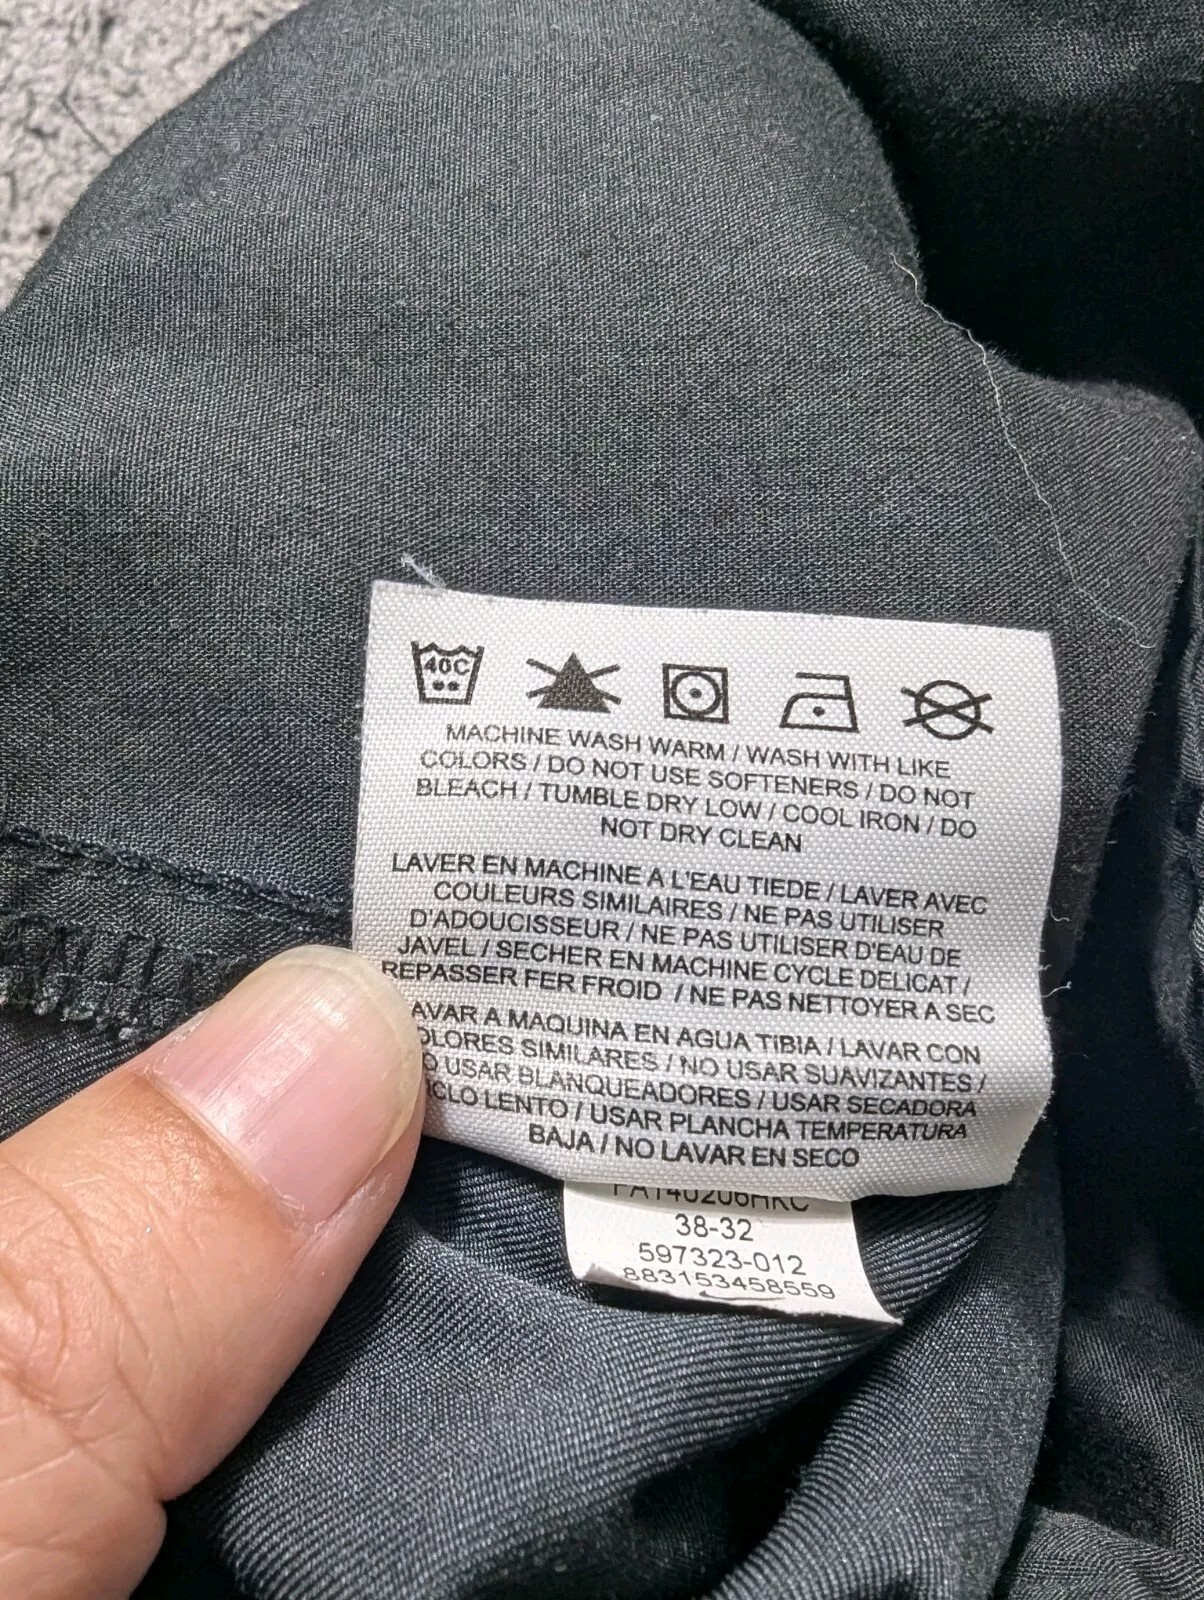 40C
MACHINE WASH WARM / WASH WITH LIKE
COLORS / DO NOT USE SOFTENERS / DO NOT
BLEACH / TUMBLE DRY LOW / COOL IRON / DO
NOT DRY CLEAN
LAVER EN MACHINE A L'EAU TIEDE / LAVER AVEC
COULEURS SIMILAIRES / NE PAS UTILISER
D'ADOUCISSEUR / NE PAS UTILISER D'EAU DE
JAVEL / SECHER EN MACHINE CYCLE DELICAT /
REPASSER FER FROID / NE PAS NETTOYER A SEC
AVAR A MAQUINA EN AGUA TIBIA / LAVAR CON
OLORES SIMILARES / NO USAR SUAVIZANTES /
O USAR BLANQUEADORES / USAR SECADORA
CLO LENTO / USAR PLANCHA TEMPERATURA
BAJA / NO LAVAR EN SECO
38-32
597323-012
883153458559